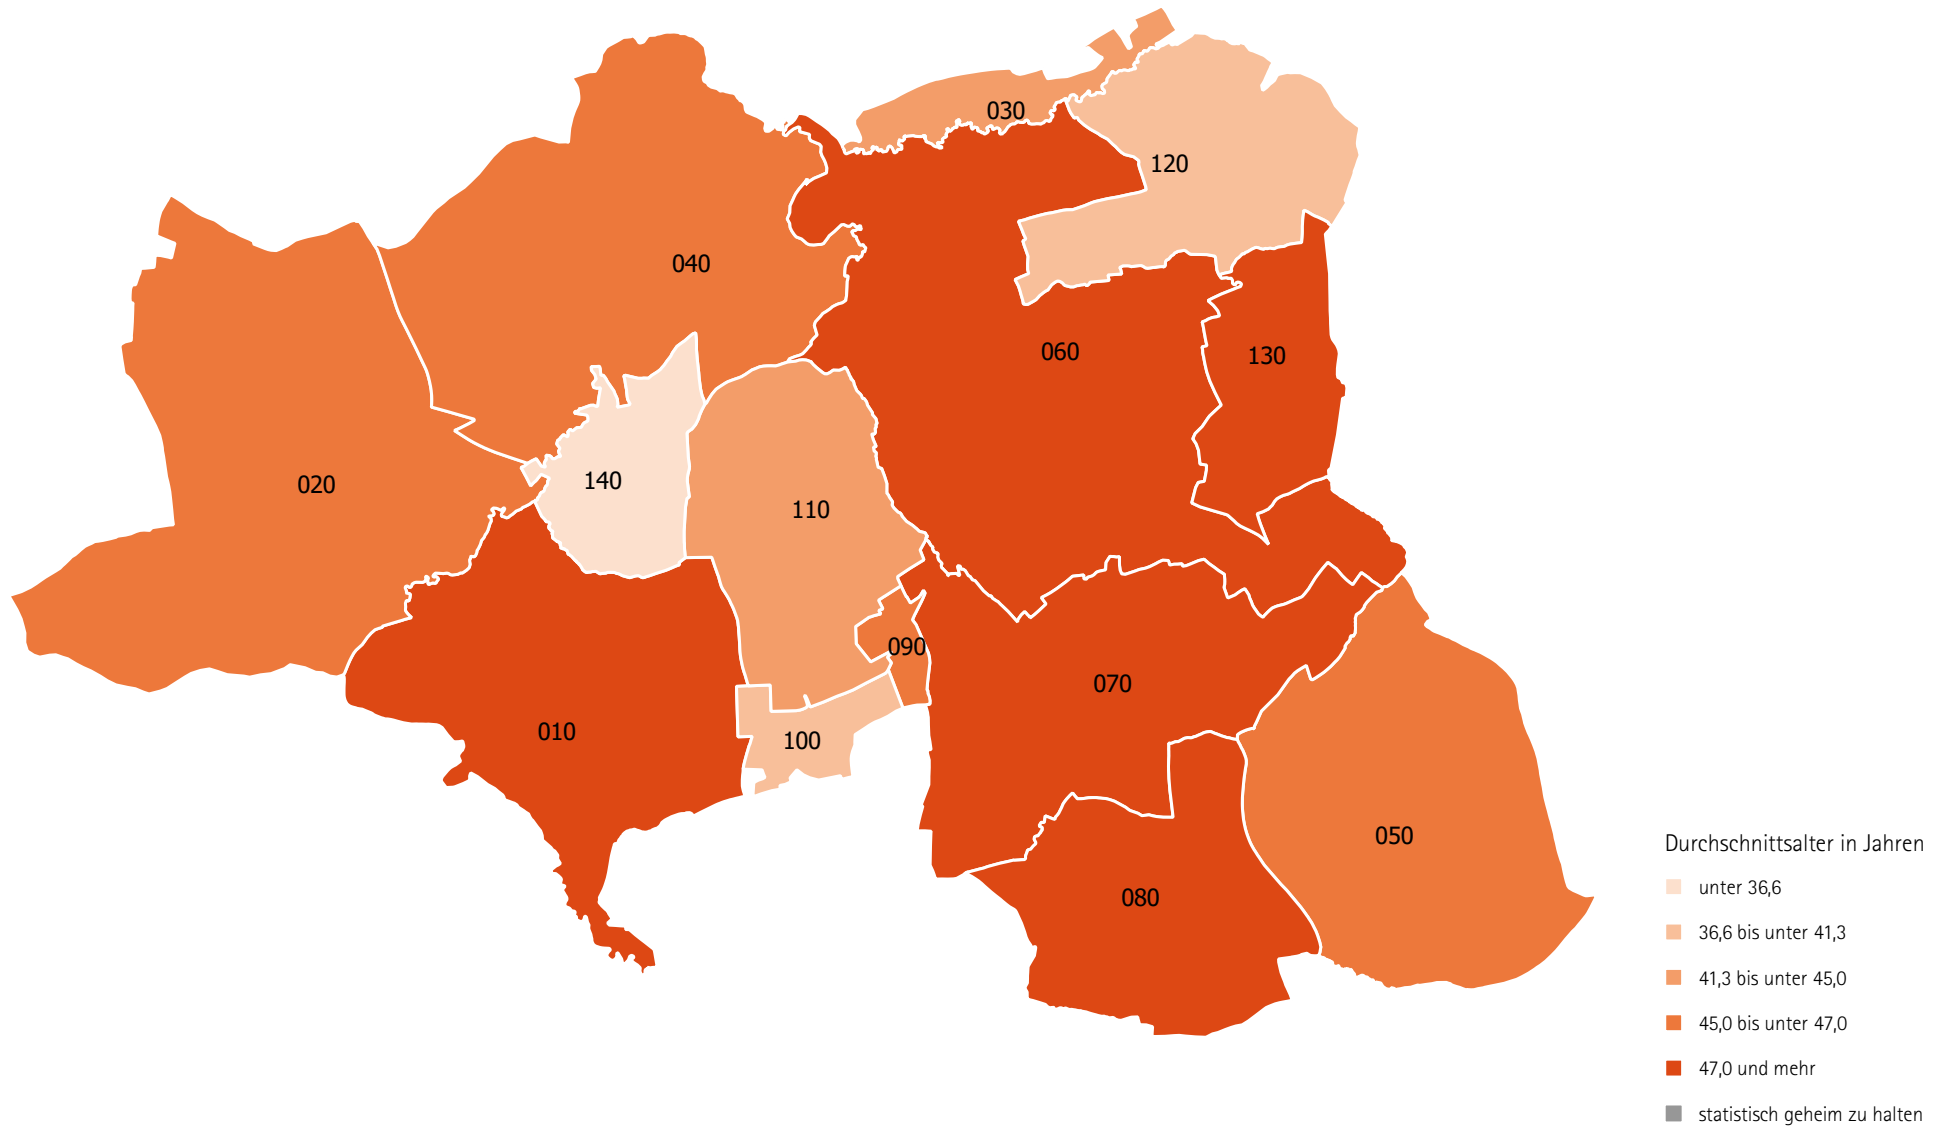 030
120
040
060
130
020
140
110
090
070
010
100
050
080
Durchschnittsalter in Jahren
unter 36,6
36,6 bis unter 41,3
41,3 bis unter 45,0
45,0 bis unter 47,0
47,0 und mehr
statistisch geheim zu halten